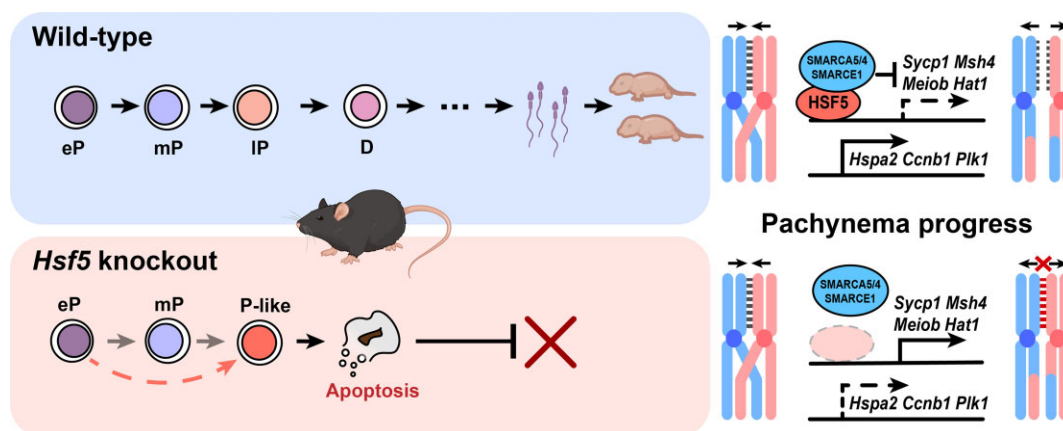 Wild-type
eP
mP
lP
D
...
SMARCA5/4
SMARCE1
HSF5
Sycp1 Msh4
Meiob Hat1
Hspa2 Ccnb1 Plk1
Pachynema progress
Hsf5 knockout
eP
mP
P-like
Apoptosis
SMARCA5/4
SMARCE1
Sycp1 Msh4
Meiob Hat1
Hspa2 Ccnb1 Plk1